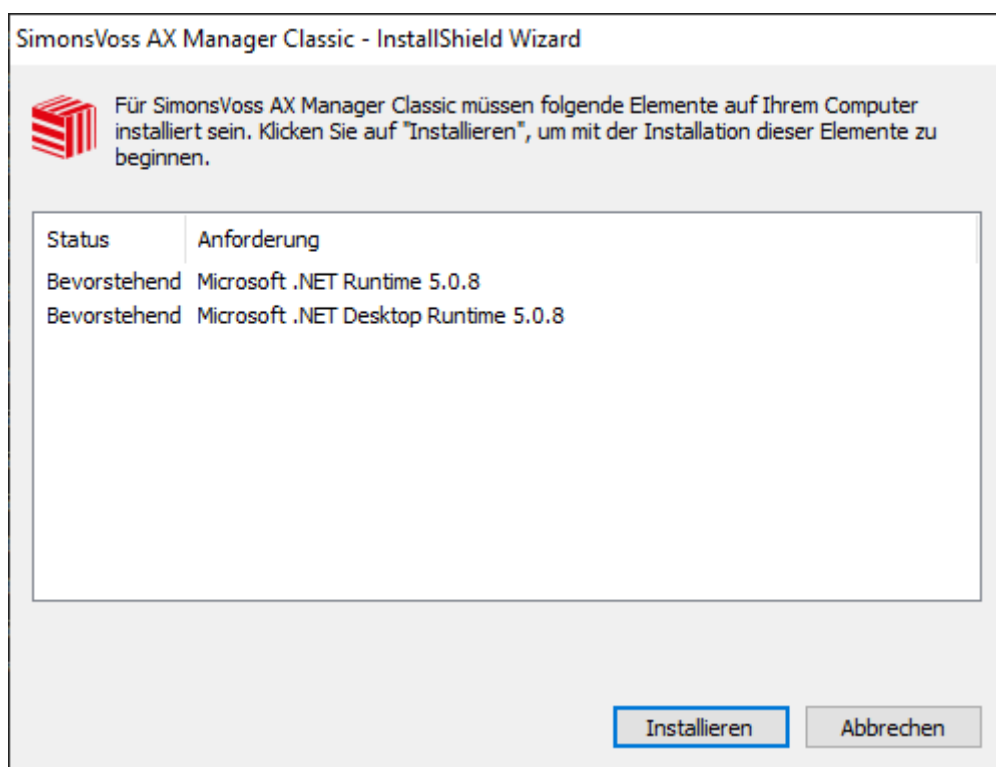 SimonsVoss AX Manager Classic - InstallShield Wizard
Für SimonsVoss AX Manager Classic müssen folgende Elemente auf Ihrem Computer
installiert sein. Klicken Sie auf "Installieren", um mit der Installation dieser Elemente zu
beginnen.
Status Anforderung
Bevorstehend Microsoft .NET Runtime 5.0.8
Bevorstehend Microsoft .NET Desktop Runtime 5.0.8
Installieren Abbrechen